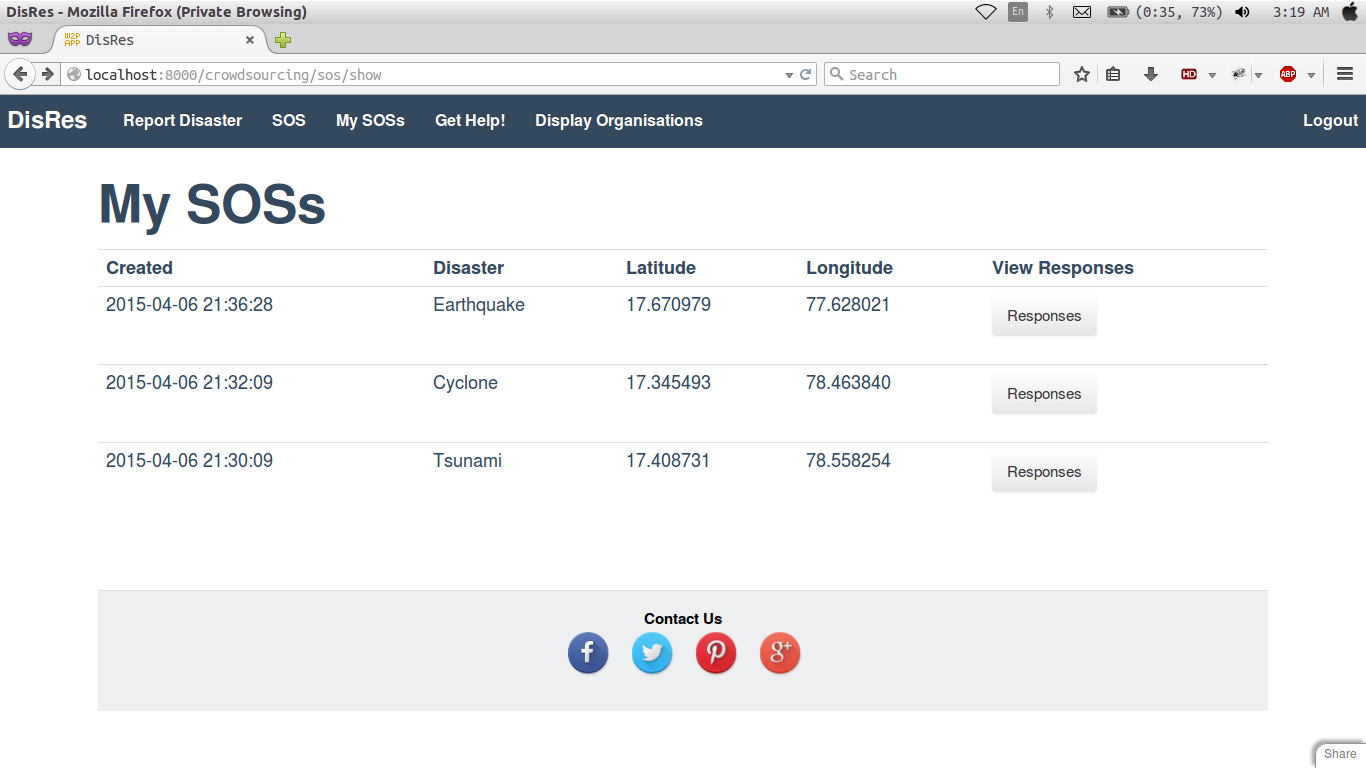 DisRes - Mozilla Firefox (Private Browsing) En (0:35, 73%) 3:19 AM
W2P APP DisRes
localhost:8000/crowdsourcing/sos/show Search HD ABP
DisRes Report Disaster SOS My SOSs Get Help! Display Organisations Logout
My SOSs
Created Disaster Latitude Longitude View Responses
2015-04-06 21:36:28 Earthquake 17.670979 77.628021 Responses
2015-04-06 21:32:09 Cyclone 17.345493 78.463840 Responses
2015-04-06 21:30:09 Tsunami 17.408731 78.558254 Responses
Contact Us
f g+
Share